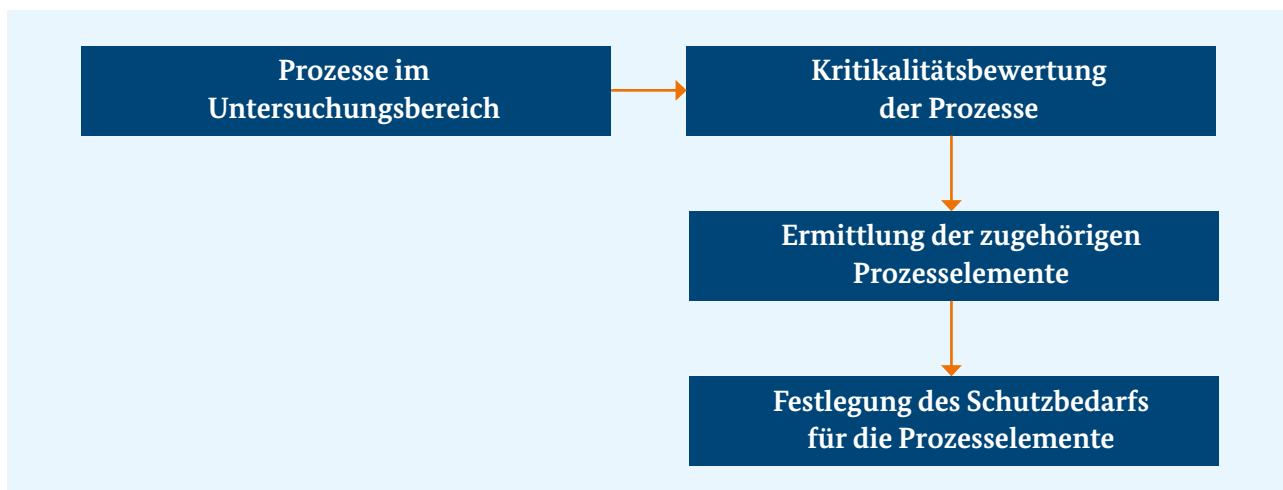 Prozesse im
Untersuchungsbereich
Kritikalitätsbewertung
der Prozesse
Ermittlung der zugehörigen
Prozesselemente
Festlegung des Schutzbedarfs
für die Prozesselemente